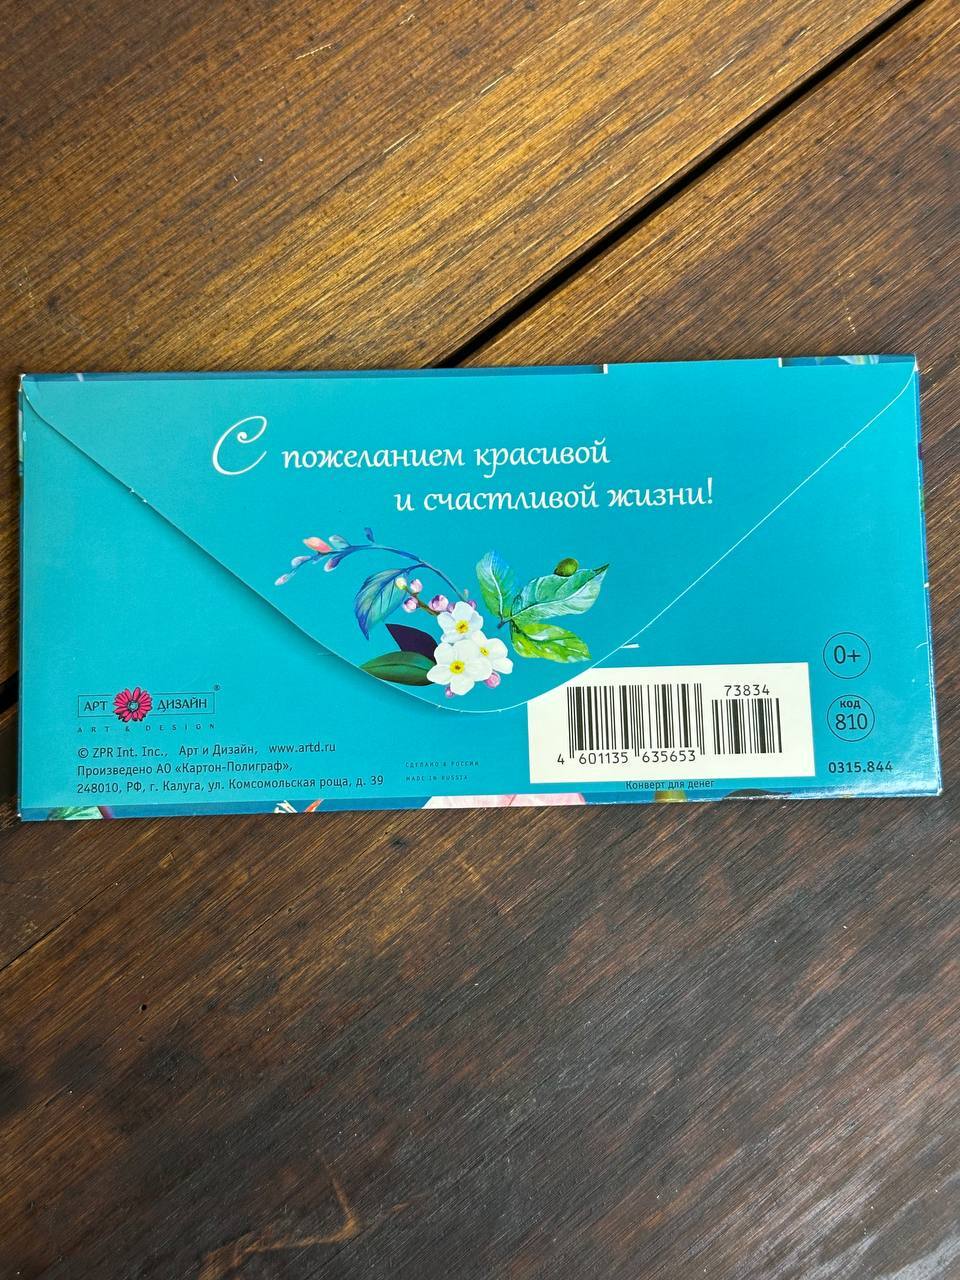 С пожеланием красивой
и счастливой жизни!
0+
АРТ ДИЗАЙН ®
ART & DESIGN
© ZPR Int. Inc., Арт и Дизайн, www.artd.ru
Произведено АО «Картон-Полиграф»,
248010, РФ, г. Калуга, ул. Комсомольская роща, д. 39
СДЕЛАНО В РОССИИ
MADE IN RUSSIA
73834
4 601135 635653
Конверт для денег
код
810
0315.844